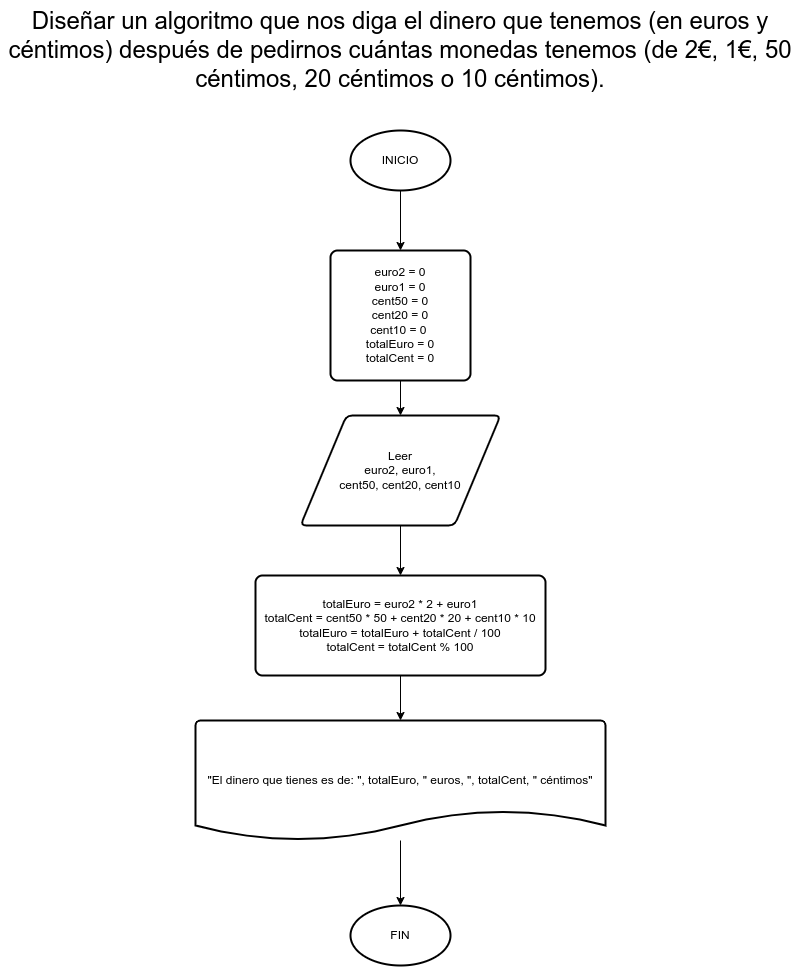 Diseñar un algoritmo que nos diga el dinero que tenemos (en euros y
céntimos) después de pedirnos cuántas monedas tenemos (de 2€, 1€, 50
céntimos, 20 céntimos o 10 céntimos).
INICIO
euro2 = 0
euro1 = 0
cent50 = 0
cent20 = 0
cent10 = 0
totalEuro = 0
totalCent = 0
Leer
euro2, euro1,
cent50, cent20, cent10
totalEuro = euro2 * 2 + euro1
totalCent = cent50 * 50 + cent20 * 20 + cent10 * 10
totalEuro = totalEuro + totalCent / 100
totalCent = totalCent % 100
"El dinero que tienes es de: ", totalEuro, " euros, ", totalCent, " céntimos"
FIN